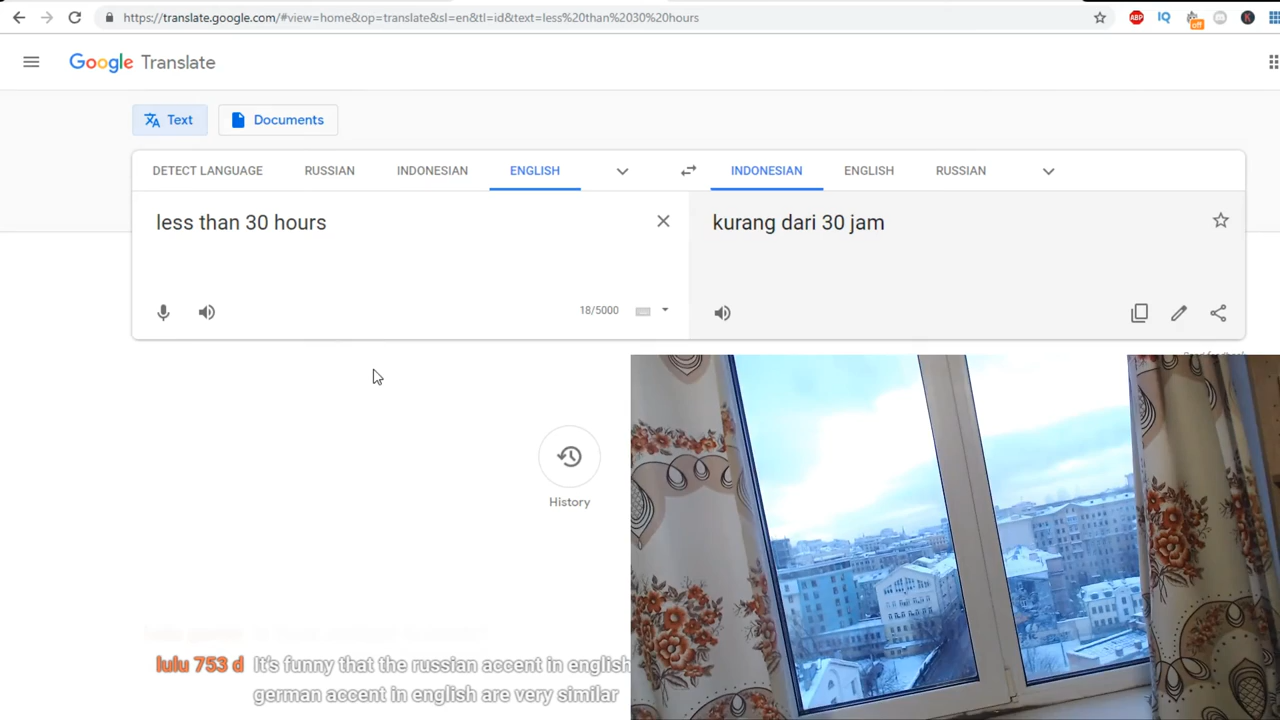 https://translate.google.com/#view=home&op=translate&sl=en&tl=id&text=less%20than%2030%20hours
ABP
IQ
off
K
Google Translate
Text
Documents
DETECT LANGUAGE
RUSSIAN
INDONESIAN
ENGLISH
INDONESIAN
ENGLISH
RUSSIAN
less than 30 hours
kurang dari 30 jam
18/5000
History
lulu 753 d It's funny that the russian accent in english
german accent in english are very similar